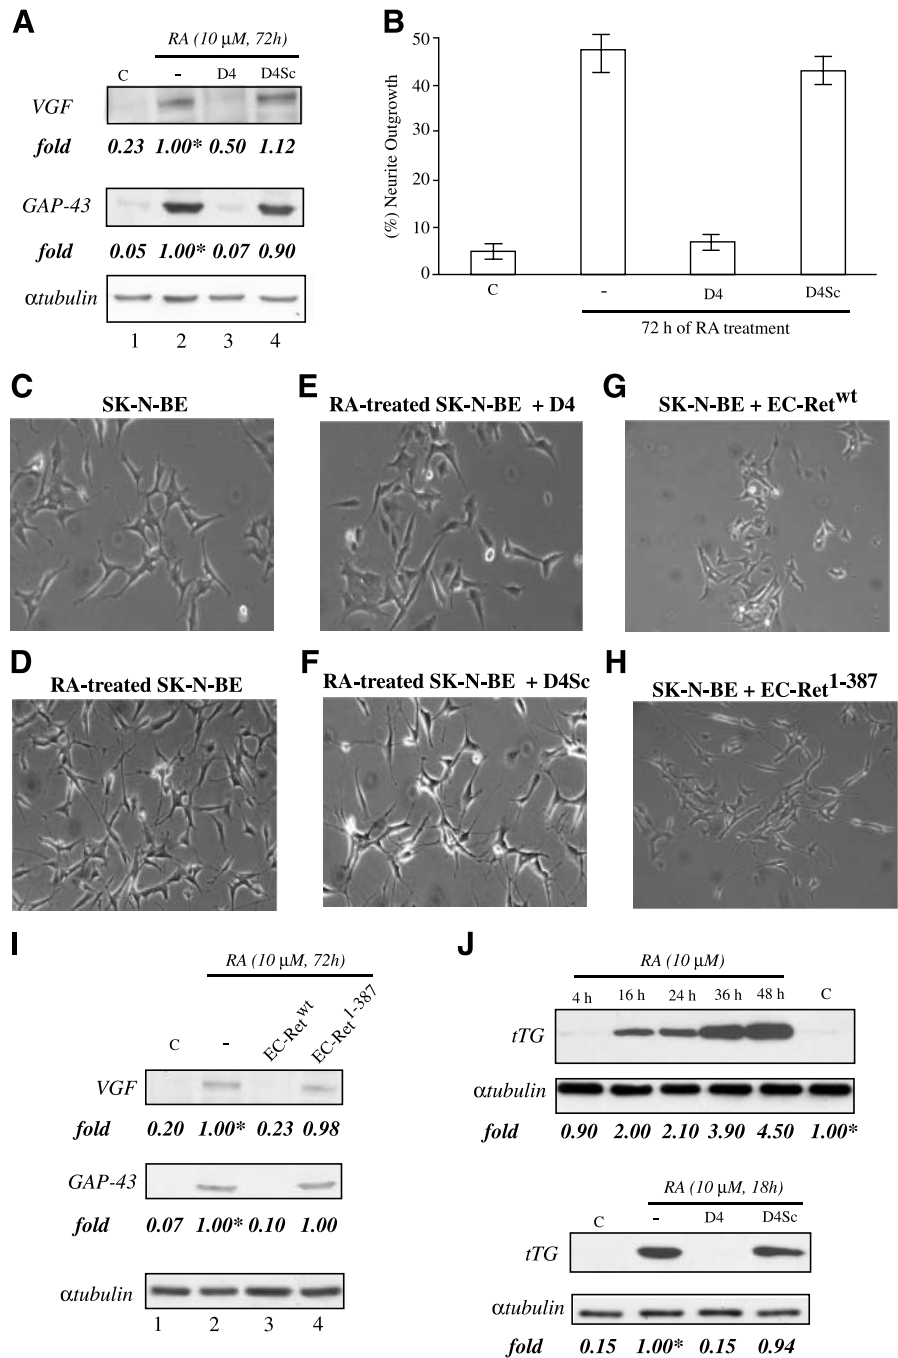 A
RA (10 µM, 72h)
C - D4 D4Sc
VGF
fold 0.23 1.00* 0.50 1.12
GAP-43
fold 0.05 1.00* 0.07 0.90
αtubulin
1 2 3 4
B
(%) Neurite Outgrowth
50
40
30
20
10
0
C - D4 D4Sc
72 h of RA treatment
C
SK-N-BE
E
RA-treated SK-N-BE + D4
G
SK-N-BE + EC-Ret wt
D
RA-treated SK-N-BE
F
RA-treated SK-N-BE + D4Sc
H
SK-N-BE + EC-Ret 1-387
I
RA (10 µM, 72h)
C - EC-Ret wt EC-Ret 1-387
VGF
fold 0.20 1.00* 0.23 0.98
GAP-43
fold 0.07 1.00* 0.10 1.00
αtubulin
1 2 3 4
J
RA (10 µM)
4 h 16 h 24 h 36 h 48 h C
tTG
αtubulin
fold 0.90 2.00 2.10 3.90 4.50 1.00*
RA (10 µM, 18h)
C - D4 D4Sc
tTG
αtubulin
fold 0.15 1.00* 0.15 0.94